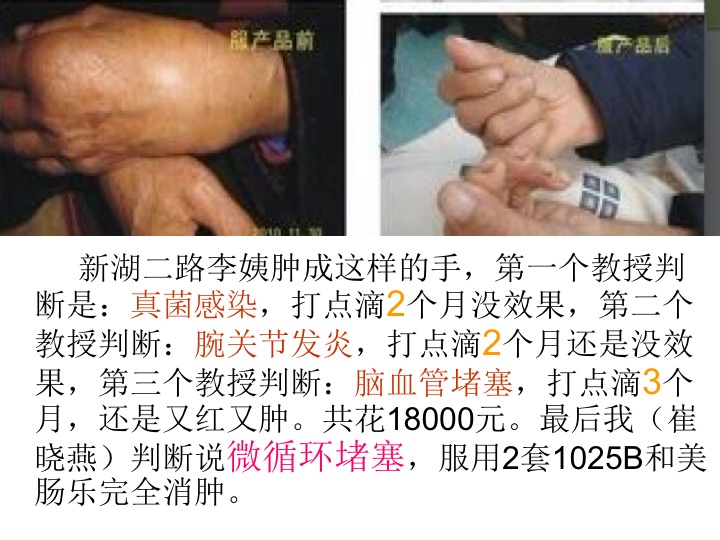 服产品前
服产品后
2010 11 30
新湖二路李姨肿成这样的手，第一个教授判
断是：真菌感染，打点滴2个月没效果，第二个
教授判断：腕关节发炎，打点滴2个月还是没效
果，第三个教授判断：脑血管堵塞，打点滴3个
月，还是又红又肿。共花18000元。最后我（崔
晓燕）判断说微循环堵塞，服用2套1025B和美
肠乐完全消肿。